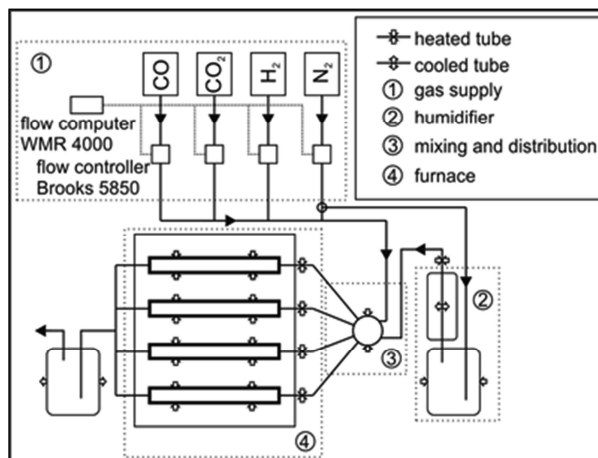 ①
CO
CO₂
H₂
N₂
flow computer
WMR 4000
flow controller
Brooks 5850
heated tube
cooled tube
① gas supply
② humidifier
③ mixing and distribution
④ furnace
②
③
④